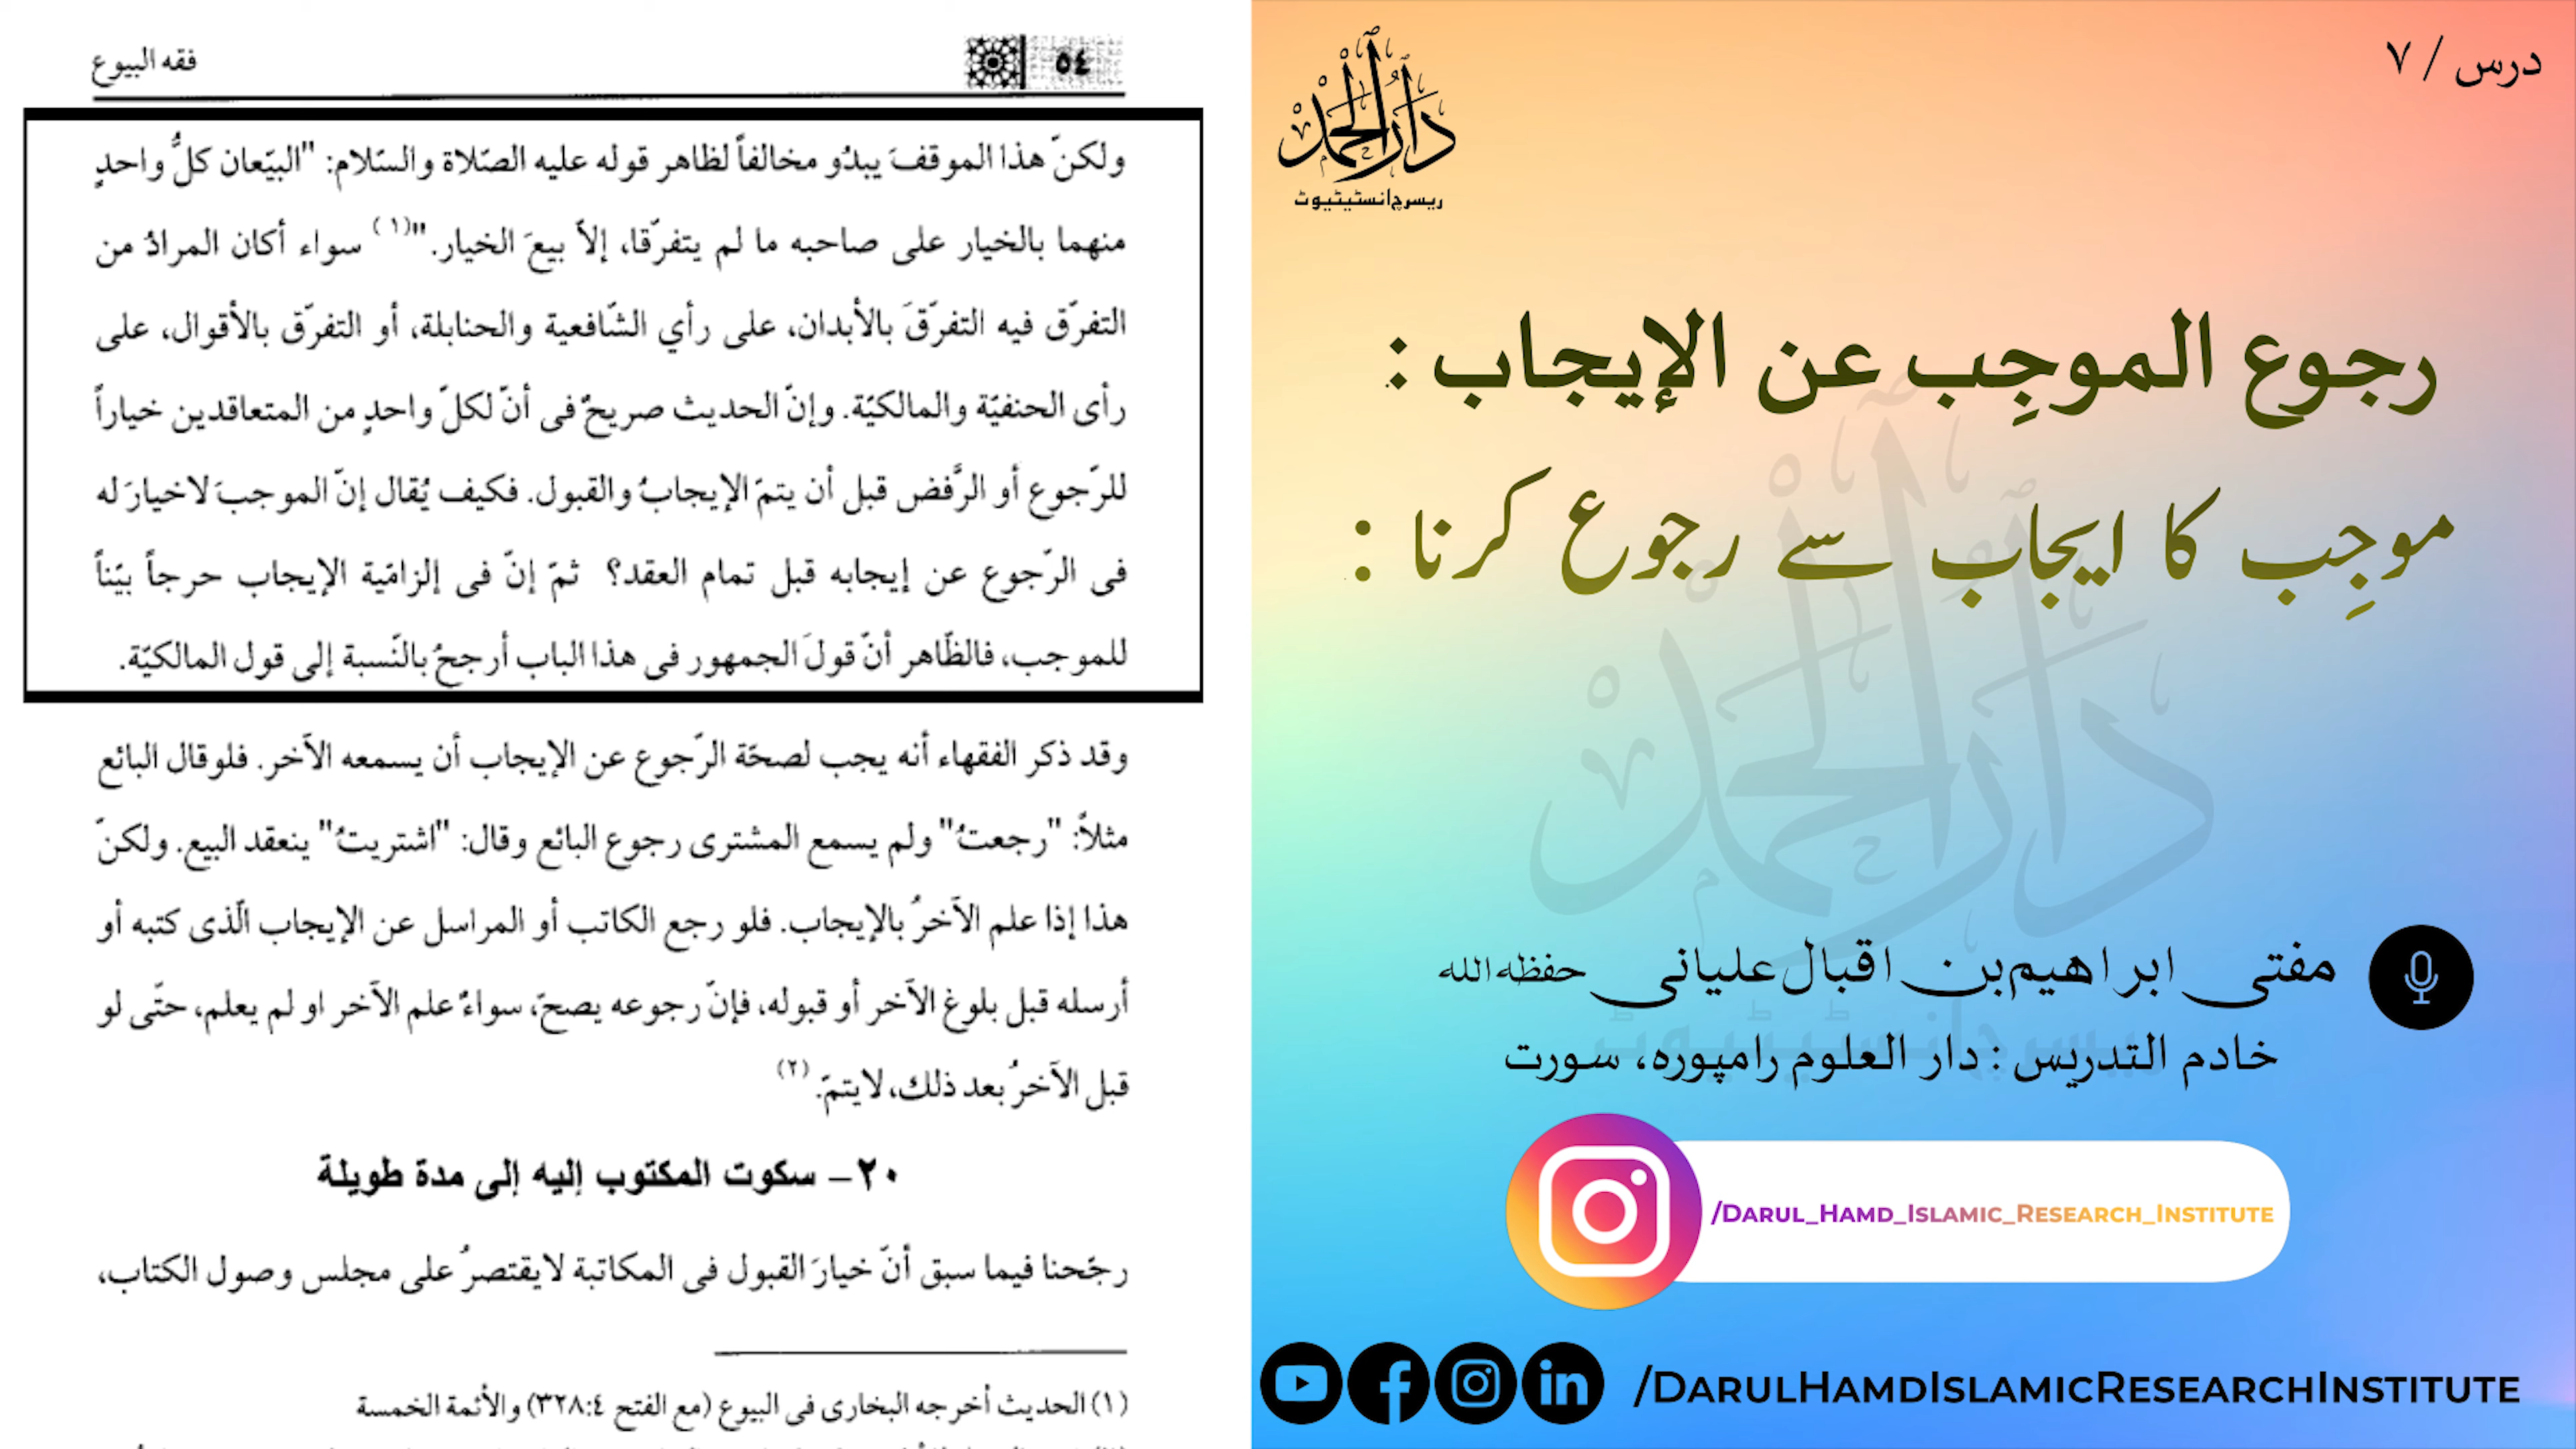 فقه البيوع
٥٤
ولكنّ هذا الموقفَ يبدُو مخالفاً لظاهر قوله عليه الصّلاة والسّلام: "البيّعان كلُّ واحدٍ
منهما بالخيار على صاحبه ما لم يتفرّقا، إلاّ بيعَ الخيار."(١) سواء أكان المرادُ من
التفرّق فيه التفرّقَ بالأبدان، على رأي الشّافعية والحنابلة، أو التفرّق بالأقوال، على
رأى الحنفيّة والمالكيّة. وإنّ الحديث صريحٌ فى أنّ لكلّ واحدٍ من المتعاقدين خياراً
للرّجوع أو الرَّفض قبل أن يتمّ الإيجابُ والقبول. فكيف يُقال إنّ الموجبَ لاخيارَ له
فى الرّجوع عن إيجابه قبل تمام العقد؟ ثمّ إنّ فى إلزامّية الإيجاب حرجاً بيّناً
للموجب، فالظّاهر أنّ قولَ الجمهور فى هذا الباب أرجحُ بالنّسبة إلى قول المالكيّة.
وقد ذكر الفقهاء أنه يجب لصحّة الرّجوع عن الإيجاب أن يسمعه الآخر. فلوقال البائع
مثلاً: "رجعتُ" ولم يسمع المشترى رجوع البائع وقال: "اشتريتُ" ينعقد البيع. ولكنّ
هذا إذا علم الآخرُ بالإيجاب. فلو رجع الكاتب أو المراسل عن الإيجاب الّذى كتبه أو
أرسله قبل بلوغ الآخر أو قبوله، فإنّ رجوعه يصحّ، سواءٌ علم الآخر او لم يعلم، حتّى لو
قبل الآخرُ بعد ذلك، لايتمّ.(٢)
٢٠ – سكوت المكتوب إليه إلى مدة طويلة
رجّحنا فيما سبق أنّ خيارَ القبول فى المكاتبة لايقتصرُ على مجلس وصول الكتاب،
(١) الحديث أخرجه البخارى فى البيوع (مع الفتح ٣٢٨:٤) والأئمة الخمسة
درس / ٧
دار الحمد
ریسرچ انسٹیٹیوٹ
رجوع الموجِب عن الإيجاب :
موجِب کا ایجاب سے رجوع کرنا :
مفتی ابراهیم بن اقبال علیانی حفظه الله
خادم التدریس : دار العلوم رامپوره، سورت
/DARUL_HAMD_ISLAMIC_RESEARCH_INSTITUTE
/DARULHAMDISLAMICRESEARCHINSTITUTE